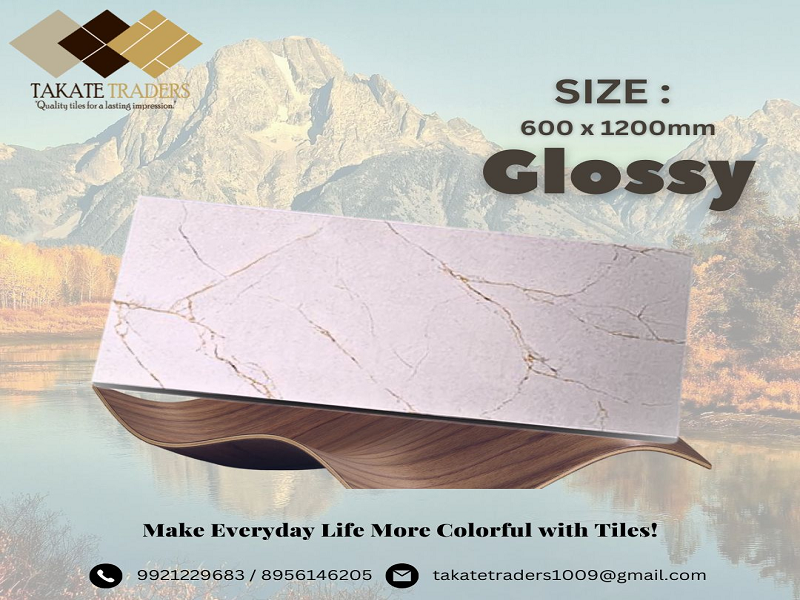 TAKATE TRADERS
"Quality tiles for a lasting impression."
SIZE :
600 x 1200mm
Glossy
Make Everyday Life More Colorful with Tiles!
9921229683 / 8956146205 takatetraders1009@gmail.com